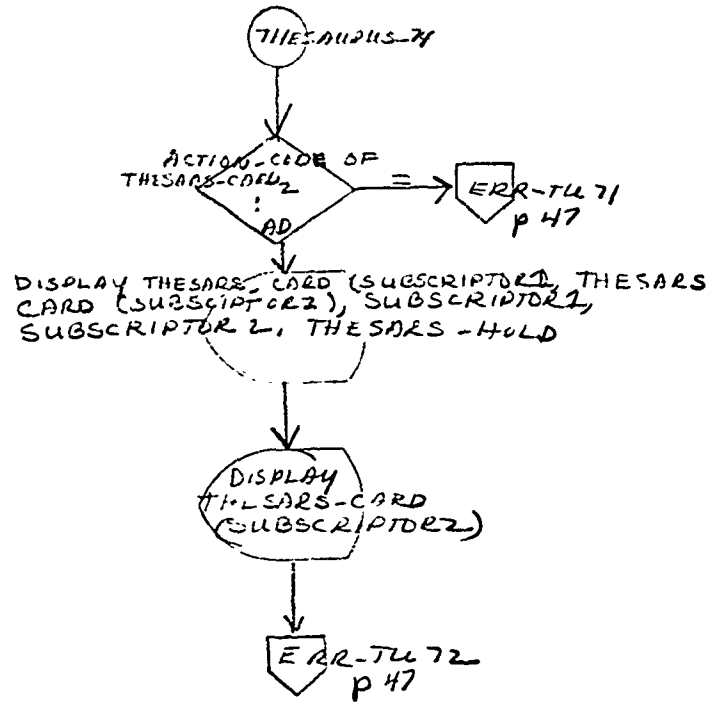 THESAURUS-74
ACTION-CODE OF
THESARS-CARD2
:
AD
=
ERR-TU 71
p 47
DISPLAY THESARS-CARD (SUBSCRIPTOR1, THESARS
CARD (SUBSCRIPTOR2), SUBSCRIPTOR1,
SUBSCRIPTOR 2, THESARS-HOLD
DISPLAY
THESARS-CARD
(SUBSCRIPTOR2)
ERR-TU 72
p 47